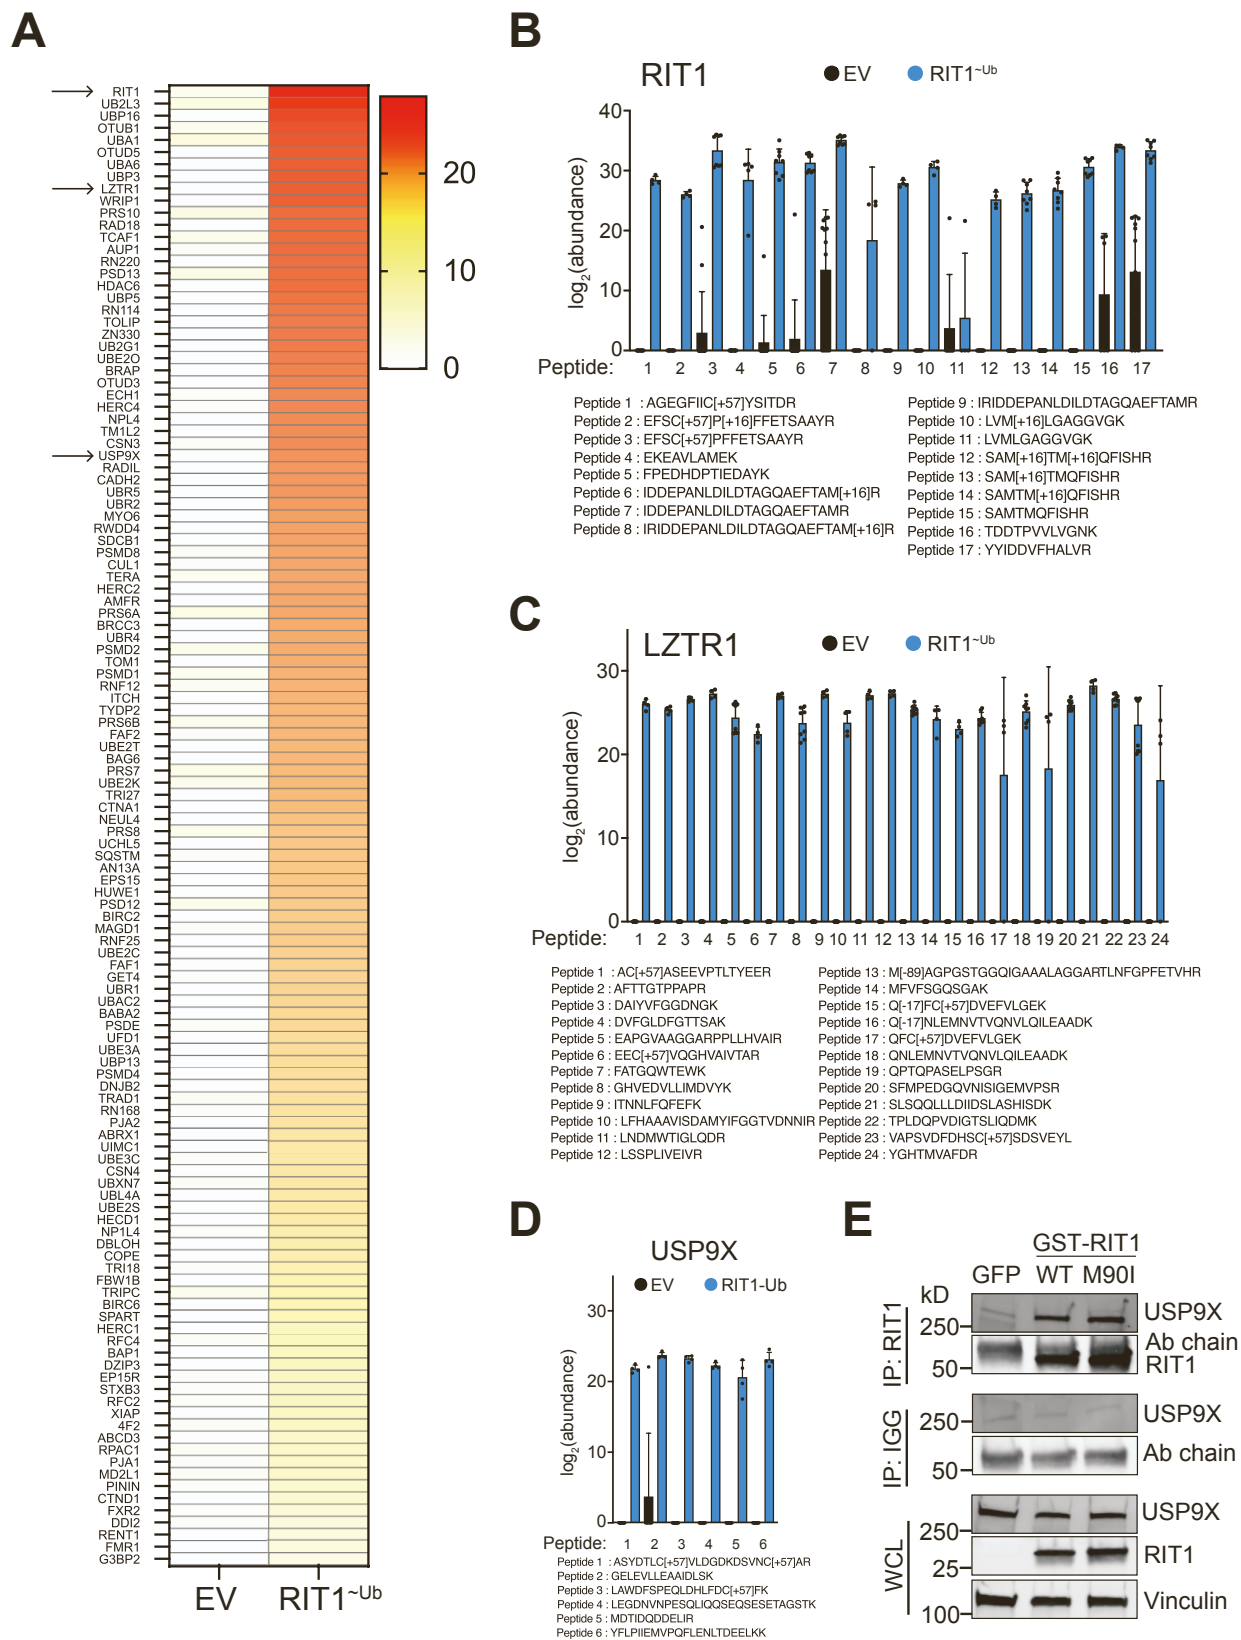 A
RIT1
UB2L3
UBP16
OTUB1
UBA1
OTUD5
UBA6
UBP3
LZTR1
WRIP1
PRS10
RAD18
TCAF1
AUP1
RN220
PSD13
HDAC6
UBP5
RN114
TOLIP
ZN330
UB2G1
UBE2O
BRAP
OTUD3
ECH1
HERC4
NPL4
TM1L2
CSN3
USP9X
RADIL
CADH2
UBR5
UBR2
MYO6
RWDD4
SDCB1
PSMD8
CUL1
TERA
HERC2
AMFR
PRS6A
BRCC3
UBR4
PSMD2
TOM1
PSMD1
RNF12
ITCH
TYDP2
PRS6B
FAF2
UBE2T
BAG6
PRS7
UBE2K
TRI27
CTNA1
NEUL4
PRS8
UCHL5
SQSTM
AN13A
EPS15
HUWE1
PSD12
BIRC2
MAGD1
RNF25
UBE2C
FAF1
GET4
UBR1
UBAC2
BABA2
PSDE
UFD1
UBE3A
UBP13
PSMD4
DNJB2
TRAD1
RN168
PJA2
ABRX1
UIMC1
UBE3C
CSN4
UBXN7
UBL4A
UBE2S
HECD1
NP1L4
DBLOH
COPE
TRI18
FBW1B
TRIPC
BIRC6
SPART
HERC1
RFC4
BAP1
DZIP3
EP15R
STXB3
RFC2
XIAP
4F2
ABCD3
RPAC1
PJA1
MD2L1
PININ
CTND1
FXR2
DDI2
RENT1
FMR1
G3BP2
EV RIT1~Ub
20
10
0
B
RIT1
EV RIT1~Ub
log2(abundance)
40
30
20
10
0
Peptide: 1 2 3 4 5 6 7 8 9 10 11 12 13 14 15 16 17
Peptide 1 : AGEGFIIC[+57]YSITDR
Peptide 2 : EFSC[+57]P[+16]FFETSAAYR
Peptide 3 : EFSC[+57]PFFETSAAYR
Peptide 4 : EKEAVLAMEK
Peptide 5 : FPEDHDPTIEDAYK
Peptide 6 : IDDEPANLDILDTAGQAEFTAM[+16]R
Peptide 7 : IDDEPANLDILDTAGQAEFTAMR
Peptide 8 : IRIDDEPANLDILDTAGQAEFTAM[+16]R
Peptide 9 : IRIDDEPANLDILDTAGQAEFTAMR
Peptide 10 : LVM[+16]LGAGGVGK
Peptide 11 : LVMLGAGGVGK
Peptide 12 : SAM[+16]TM[+16]QFISHR
Peptide 13 : SAM[+16]TMQFISHR
Peptide 14 : SAMTM[+16]QFISHR
Peptide 15 : SAMTMQFISHR
Peptide 16 : TDDTPVVLVGNK
Peptide 17 : YYIDDVFHALVR
C
LZTR1
EV RIT1~Ub
log2(abundance)
30
20
10
0
Peptide: 1 2 3 4 5 6 7 8 9 10 11 12 13 14 15 16 17 18 19 20 21 22 23 24
Peptide 1 : AC[+57]ASEEVPTLTYEER
Peptide 2 : AFTTGTPPAPR
Peptide 3 : DAIYVFGGDNGK
Peptide 4 : DVFGLDFGTTSAK
Peptide 5 : EAPGVAAGGARPPLLHVAIR
Peptide 6 : EEC[+57]VQGHVAIVTAR
Peptide 7 : FATGQWTEWK
Peptide 8 : GHVEDVLLIMDVYK
Peptide 9 : ITNNLFQFEFK
Peptide 10 : LFHAAAVISDAMYIFGGTVDNNIR
Peptide 11 : LNDMWTIGLQDR
Peptide 12 : LSSPLIVEIVR
Peptide 13 : M[-89]AGPGSTGGQIGAAALAGGARTLNFGPFETVHR
Peptide 14 : MFVFSGQSGAK
Peptide 15 : Q[-17]FC[+57]DVEFVLGEK
Peptide 16 : Q[-17]NLEMNVTVQNVLQILEAADK
Peptide 17 : QFC[+57]DVEFVLGEK
Peptide 18 : QNLEMNVTVQNVLQILEAADK
Peptide 19 : QPTQPASELPSGR
Peptide 20 : SFMPEDGQVNISIGEMVPSR
Peptide 21 : SLSQQLLLDIIDSLASHISDK
Peptide 22 : TPLDQPVDIGTSLIQDMK
Peptide 23 : VAPSVDFDHSC[+57]SDSVEYL
Peptide 24 : YGHTMVAFDR
D
USP9X
EV RIT1-Ub
log2(abundance)
30
20
10
0
Peptide: 1 2 3 4 5 6
Peptide 1 : ASYDTLC[+57]VLDGDKDSVNC[+57]AR
Peptide 2 : GELEVLLEAAIDLSK
Peptide 3 : LAWDFSPEQLDHLFDC[+57]FK
Peptide 4 : LEGDNVNPESQLIQQSEQSESETAGSTK
Peptide 5 : MDTIDQDDELIR
Peptide 6 : YFLPIIEMVPQFLENLTDEELKK
E
GST-RIT1
GFP WT M90I
kD
IP: RIT1
250 USP9X
Ab chain
50 RIT1
IP: IGG
250 USP9X
50 Ab chain
WCL
USP9X
250
RIT1
25
Vinculin
100